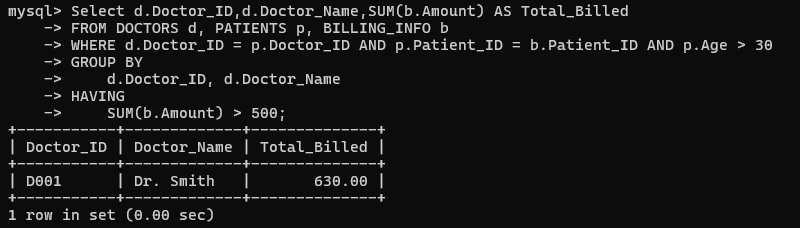 mysql> Select d.Doctor_ID,d.Doctor_Name,SUM(b.Amount) AS Total_Billed
    -> FROM DOCTORS d, PATIENTS p, BILLING_INFO b
    -> WHERE d.Doctor_ID = p.Doctor_ID AND p.Patient_ID = b.Patient_ID AND p.Age > 30
    -> GROUP BY
    ->     d.Doctor_ID, d.Doctor_Name
    -> HAVING
    ->     SUM(b.Amount) > 500;
+-----------+-------------+--------------+
| Doctor_ID | Doctor_Name | Total_Billed |
+-----------+-------------+--------------+
| D001      | Dr. Smith   |       630.00 |
+-----------+-------------+--------------+
1 row in set (0.00 sec)